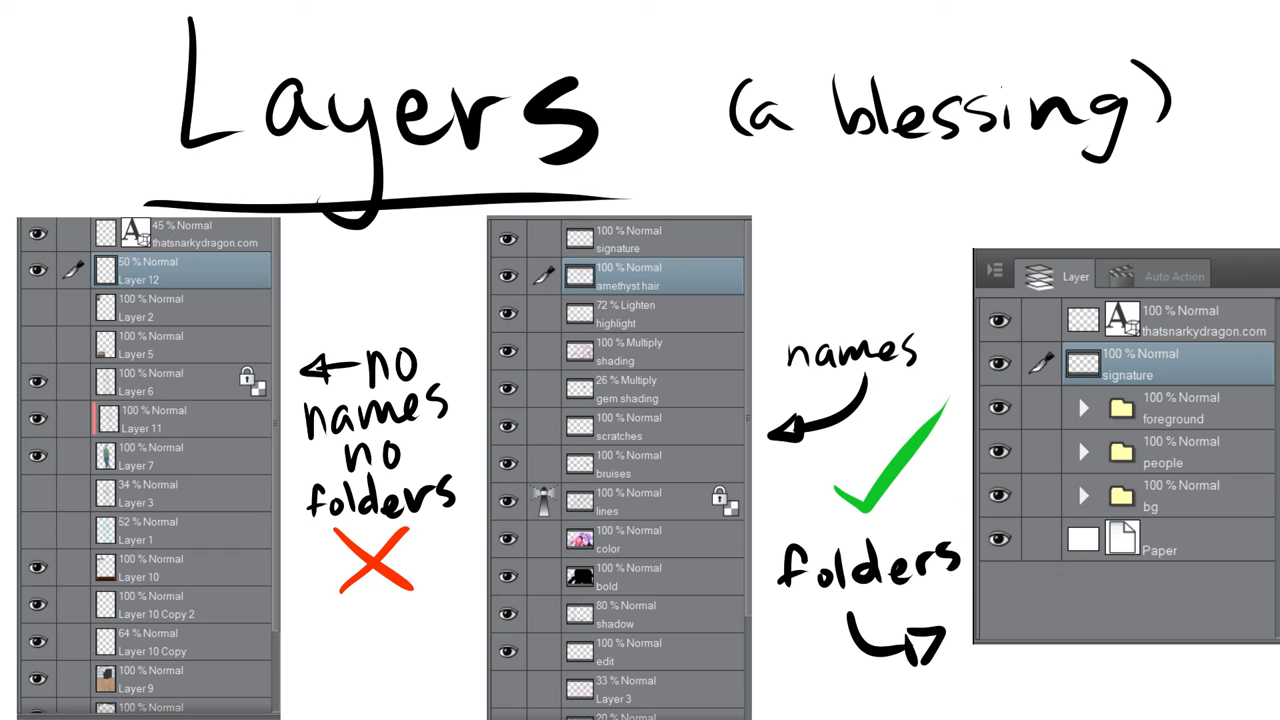 Layers (a blessing)
45 % Normal
thatsnarkydragon.com
50 % Normal
Layer 12
100 % Normal
Layer 2
100 % Normal
Layer 5
100 % Normal
Layer 6
100 % Normal
Layer 11
100 % Normal
Layer 7
34 % Normal
Layer 3
52 % Normal
Layer 1
100 % Normal
Layer 10
100 % Normal
Layer 10 Copy 2
64 % Normal
Layer 10 Copy
100 % Normal
Layer 9
100 % Normal
no
names
no
folders
100 % Normal
signature
100 % Normal
amethyst hair
72 % Lighten
highlight
100 % Multiply
shading
26 % Multiply
gem shading
100 % Normal
scratches
100 % Normal
bruises
100 % Normal
lines
100 % Normal
color
100 % Normal
bold
80 % Normal
shadow
100 % Normal
edit
33 % Normal
Layer 3
20 % Normal
names
folders
Layer Auto Action
A
100 % Normal
thatsnarkydragon.com
100 % Normal
signature
100 % Normal
foreground
100 % Normal
people
100 % Normal
bg
Paper